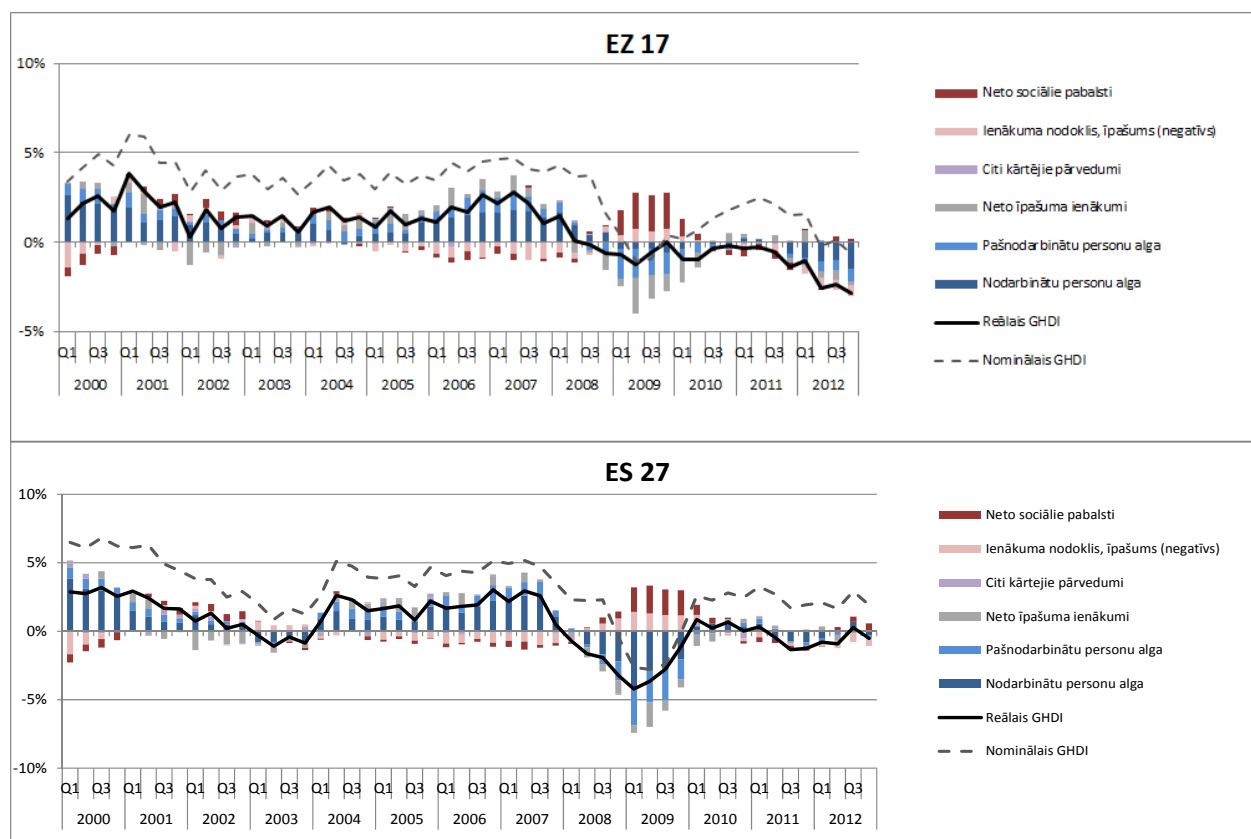 EZ 17
10%
5%
0%
-5%
Q1 Q3 Q1 Q3 Q1 Q3 Q1 Q3 Q1 Q3 Q1 Q3 Q1 Q3 Q1 Q3 Q1 Q3 Q1 Q3 Q1 Q3 Q1 Q3 Q1 Q3
2000 2001 2002 2003 2004 2005 2006 2007 2008 2009 2010 2011 2012
Neto sociālie pabalsti
Ienākuma nodoklis, īpašums (negatīvs)
Citi kārtējie pārvedumi
Neto īpašuma ienākumi
Pašnodarbinātu personu alga
Nodarbinātu personu alga
Reālais GHDI
Nominālais GHDI
ES 27
10%
5%
0%
-5%
-10%
Q1 Q3 Q1 Q3 Q1 Q3 Q1 Q3 Q1 Q3 Q1 Q3 Q1 Q3 Q1 Q3 Q1 Q3 Q1 Q3 Q1 Q3 Q1 Q3 Q1 Q3
2000 2001 2002 2003 2004 2005 2006 2007 2008 2009 2010 2011 2012
Neto sociālie pabalsti
Ienākuma nodoklis, īpašums (negatīvs)
Citi kārtejie pārvedumi
Neto īpašuma ienākumi
Pašnodarbinātu personu alga
Nodarbinātu personu alga
Reālais GHDI
Nominālais GHDI